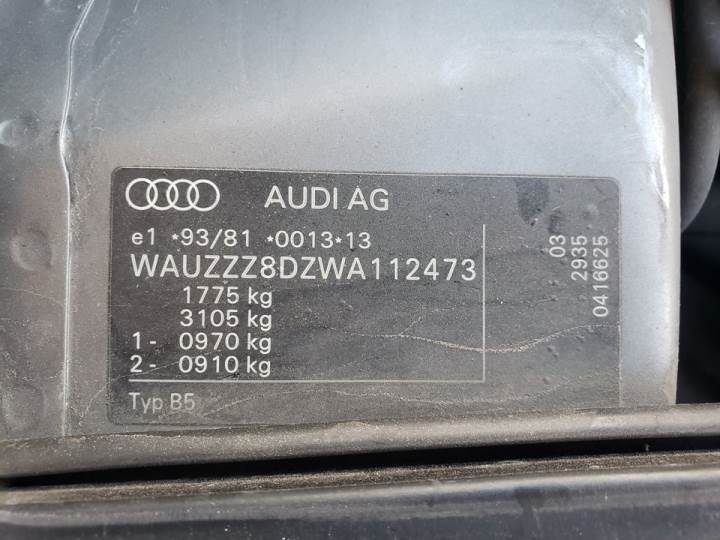 AUDI AG
e1 *93/81 *0013*13
WAUZZZ8DZWA112473
1775 kg
3105 kg
1- 0970 kg
2- 0910 kg
Typ B5
03
2935
0416625